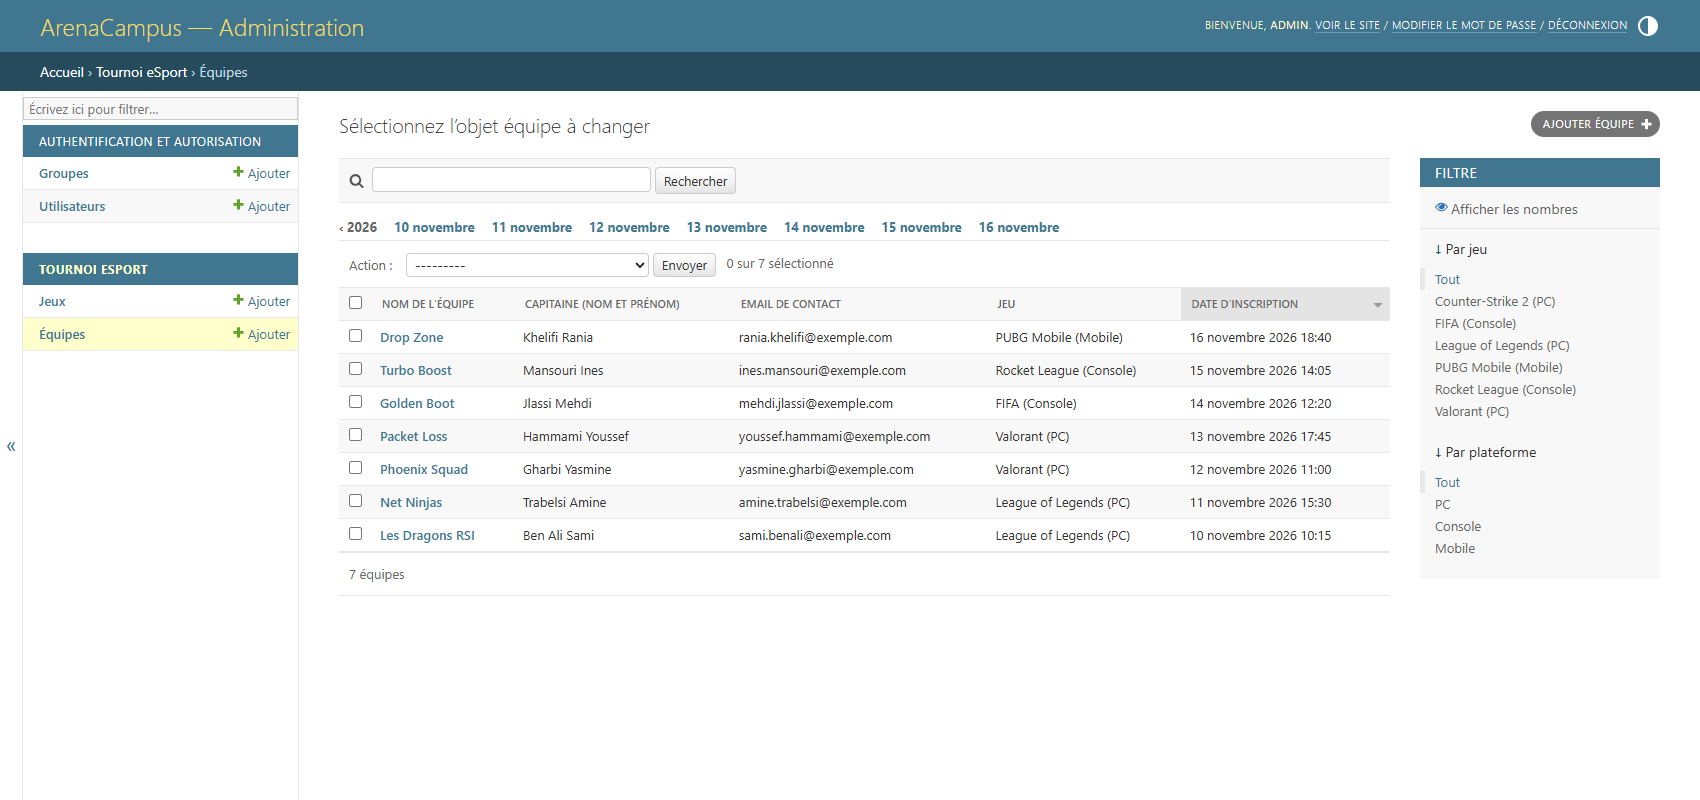 ArenaCampus — Administration
BIENVENUE, ADMIN. VOIR LE SITE / MODIFIER LE MOT DE PASSE / DÉCONNEXION
Accueil › Tournoi eSport › Équipes
Écrivez ici pour filtrer…
AUTHENTIFICATION ET AUTORISATION
Groupes Ajouter
Utilisateurs Ajouter
TOURNOI ESPORT
Jeux Ajouter
Équipes Ajouter
«
Sélectionnez l’objet équipe à changer
AJOUTER ÉQUIPE
Rechercher
‹ 2026 10 novembre 11 novembre 12 novembre 13 novembre 14 novembre 15 novembre 16 novembre
Action : --------- Envoyer 0 sur 7 sélectionné
NOM DE L'ÉQUIPE CAPITAINE (NOM ET PRÉNOM) EMAIL DE CONTACT JEU DATE D'INSCRIPTION
Drop Zone Khelifi Rania rania.khelifi@exemple.com PUBG Mobile (Mobile) 16 novembre 2026 18:40
Turbo Boost Mansouri Ines ines.mansouri@exemple.com Rocket League (Console) 15 novembre 2026 14:05
Golden Boot Jlassi Mehdi mehdi.jlassi@exemple.com FIFA (Console) 14 novembre 2026 12:20
Packet Loss Hammami Youssef youssef.hammami@exemple.com Valorant (PC) 13 novembre 2026 17:45
Phoenix Squad Gharbi Yasmine yasmine.gharbi@exemple.com Valorant (PC) 12 novembre 2026 11:00
Net Ninjas Trabelsi Amine amine.trabelsi@exemple.com League of Legends (PC) 11 novembre 2026 15:30
Les Dragons RSI Ben Ali Sami sami.benali@exemple.com League of Legends (PC) 10 novembre 2026 10:15
7 équipes
FILTRE
Afficher les nombres
↓ Par jeu
Tout
Counter-Strike 2 (PC)
FIFA (Console)
League of Legends (PC)
PUBG Mobile (Mobile)
Rocket League (Console)
Valorant (PC)
↓ Par plateforme
Tout
PC
Console
Mobile